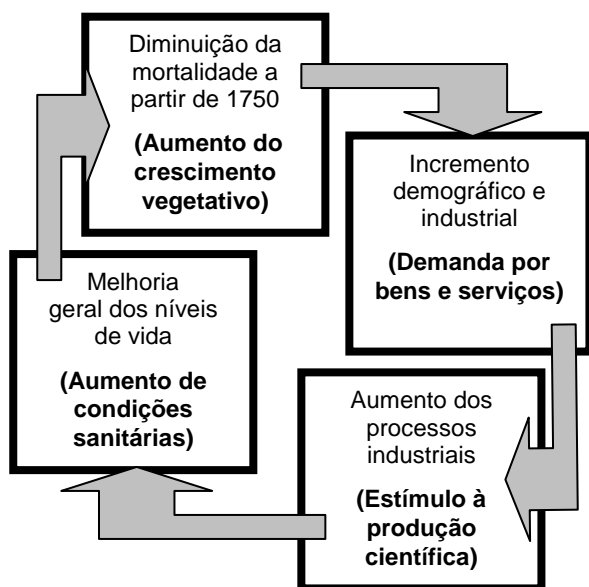 Diminuição da
mortalidade a
partir de 1750
(Aumento do
crescimento
vegetativo)
Incremento
demográfico e
industrial
(Demanda por
bens e serviços)
Aumento dos
processos
industriais
(Estímulo à
produção
científica)
Melhoria
geral dos níveis
de vida
(Aumento de
condições
sanitárias)